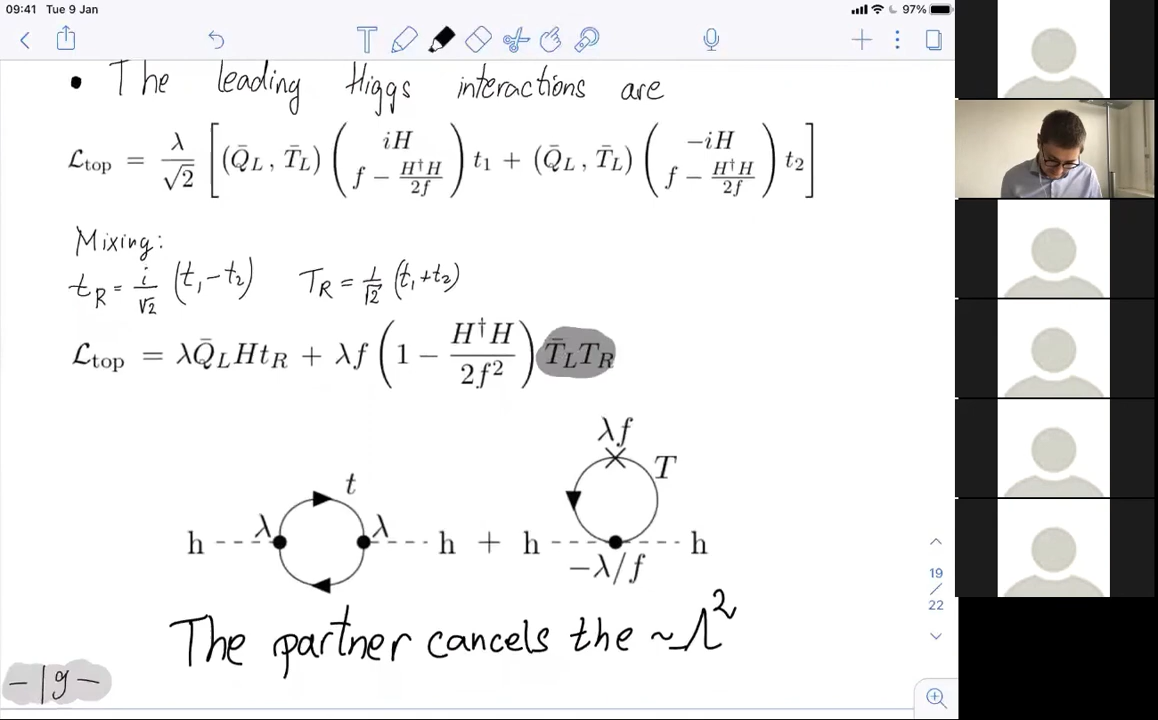 09:41 Tue 9 Jan 97%
T
• The leading Higgs interactions are
ℒ_top = λ/√2 [ (Q̄_L, T̄_L) ( iH ; f − H†H/2f ) t₁ + (Q̄_L, T̄_L) ( −iH ; f − H†H/2f ) t₂ ]
Mixing:
t_R = i/√2 (t₁ − t₂) T_R = 1/√2 (t₁ + t₂)
ℒ_top = λQ̄_L H t_R + λf ( 1 − H†H/2f² ) T̄_L T_R
λf
t T
λ λ
h h + h h
−λ/f
The partner cancels the ~Λ²
-19-
19
/
22